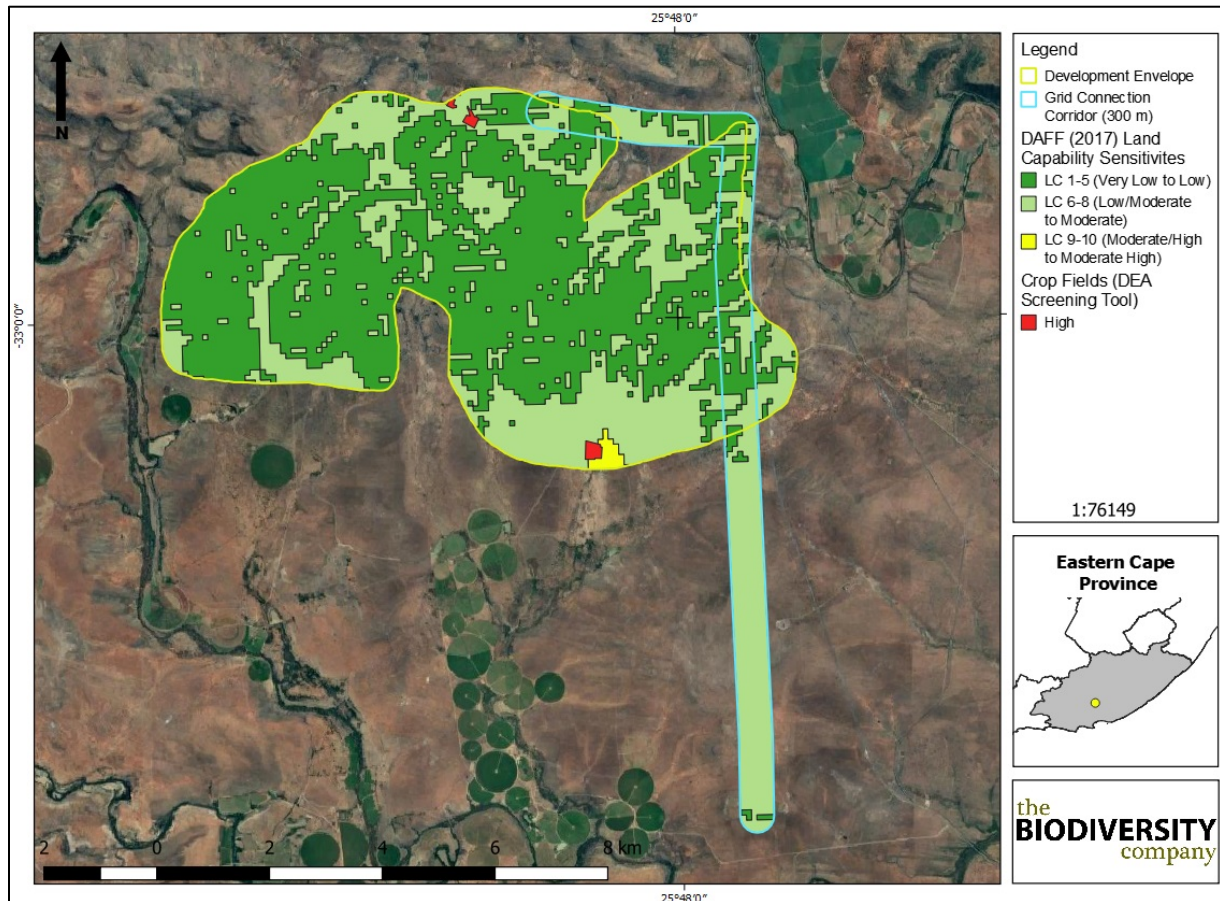 25°48'0"
N
-33°0'0"
2 0 2 4 6 8 km
25°48'0"
Legend
Development Envelope
Grid Connection
Corridor (300 m)
DAFF (2017) Land
Capability Sensitivites
LC 1-5 (Very Low to Low)
LC 6-8 (Low/Moderate
to Moderate)
LC 9-10 (Moderate/High
to Moderate High)
Crop Fields (DEA
Screening Tool)
High
1:76149
Eastern Cape
Province
the
BIODIVERSITY
company